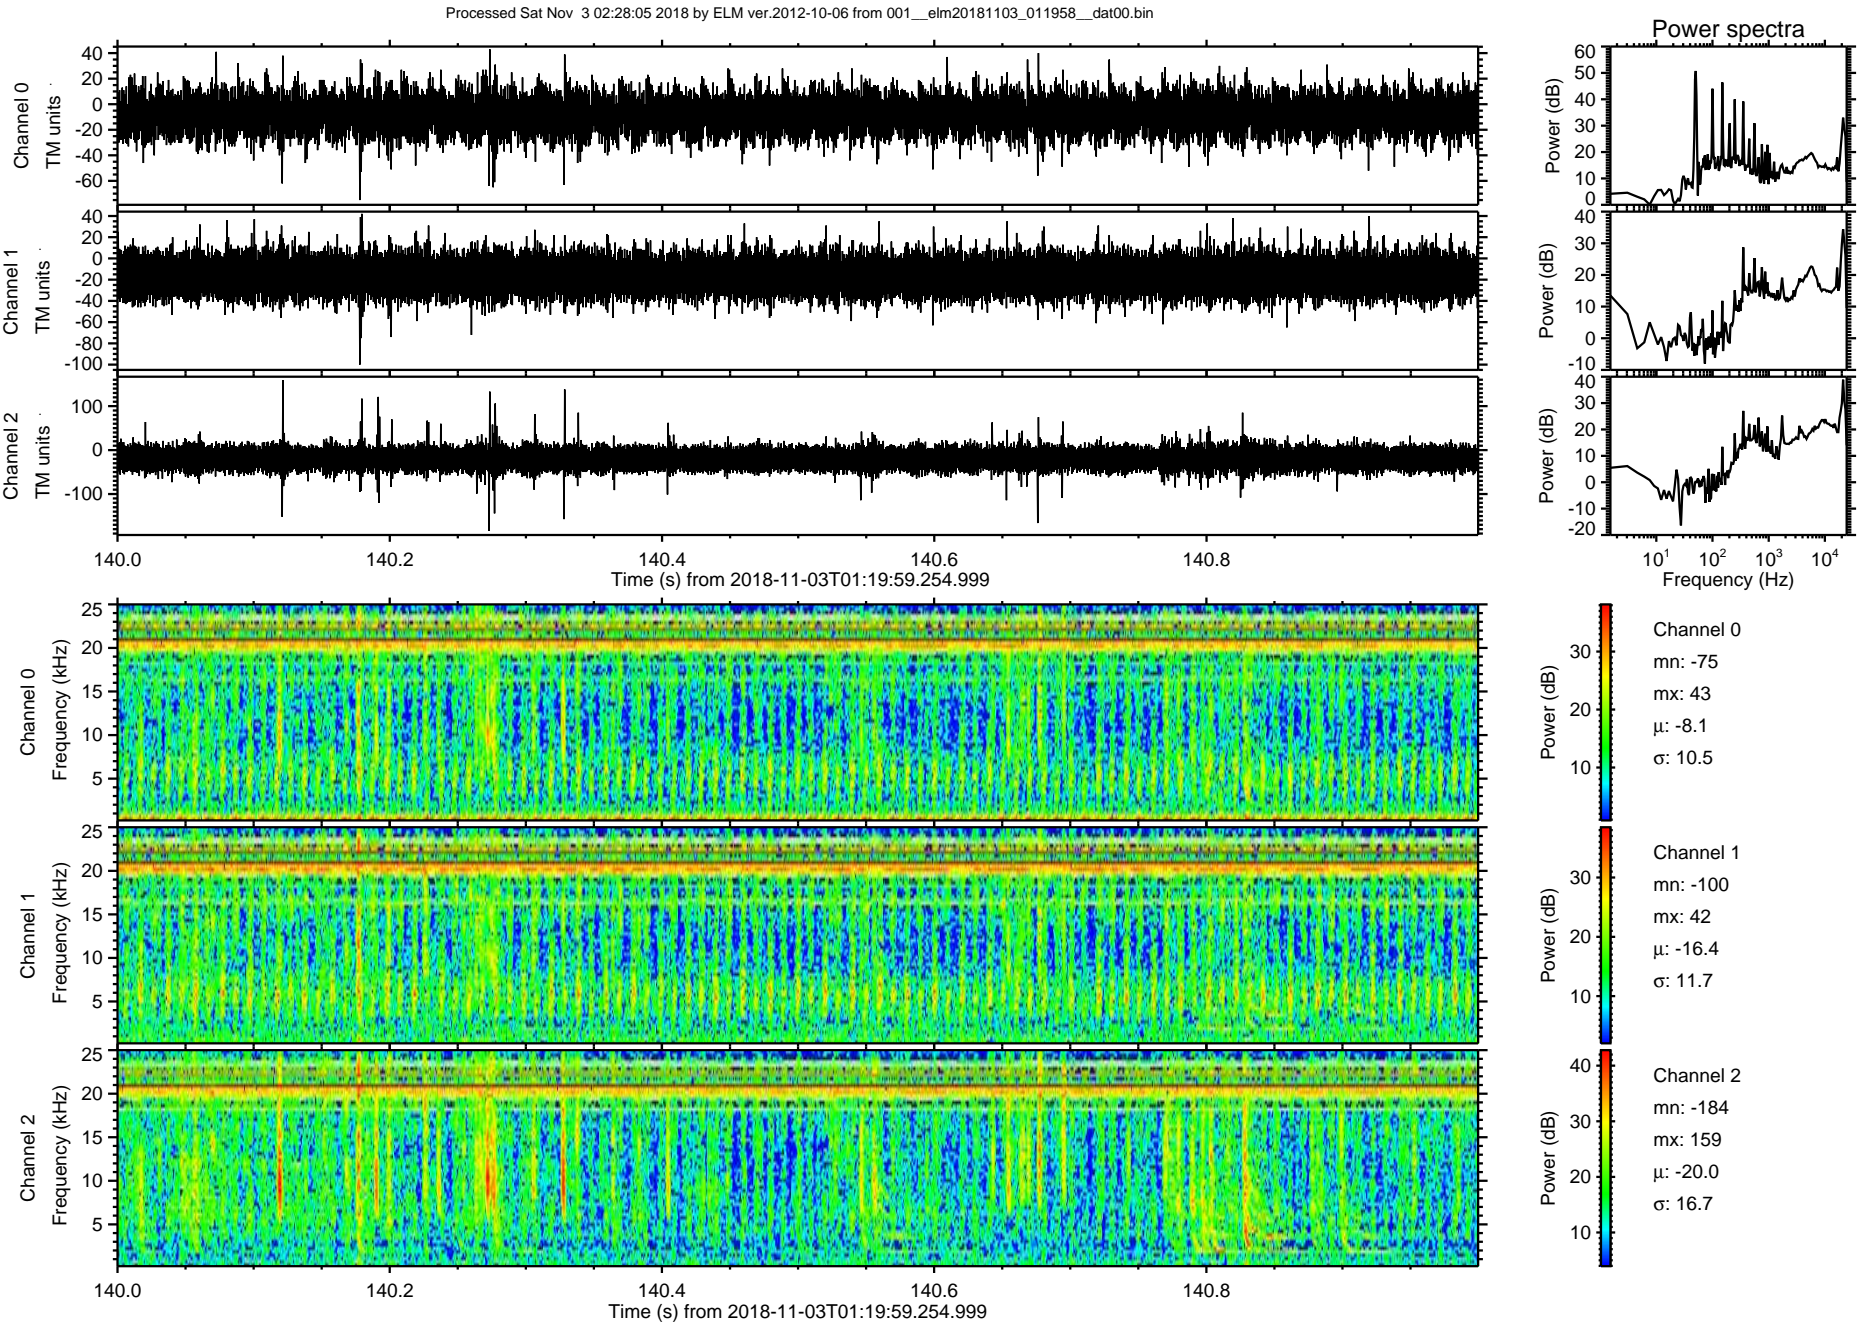 Processed Sat Nov  3 02:28:05 2018 by ELM ver.2012-10-06 from 001__elm20181103_011958__dat00.bin
Power spectra
Channel 0
TM units
40
20
0
-20
-40
-60
Power (dB)
60
50
40
30
20
10
0
Channel 1
TM units
40
20
0
-20
-40
-60
-80
-100
Power (dB)
40
30
20
10
0
-10
Channel 2
TM units
100
0
-100
Power (dB)
40
30
20
10
0
-10
-20
140.0 140.2 140.4 140.6 140.8
Time (s) from 2018-11-03T01:19:59.254.999
10¹ 10² 10³ 10⁴
Frequency (Hz)
Channel 0
Frequency (kHz)
25
20
15
10
5
Power (dB)
30
20
10
Channel 0
mn: -75
mx: 43
μ: -8.1
σ: 10.5
Channel 1
Frequency (kHz)
25
20
15
10
5
Power (dB)
30
20
10
Channel 1
mn: -100
mx: 42
μ: -16.4
σ: 11.7
Channel 2
Frequency (kHz)
25
20
15
10
5
Power (dB)
40
30
20
10
Channel 2
mn: -184
mx: 159
μ: -20.0
σ: 16.7
140.0 140.2 140.4 140.6 140.8
Time (s) from 2018-11-03T01:19:59.254.999